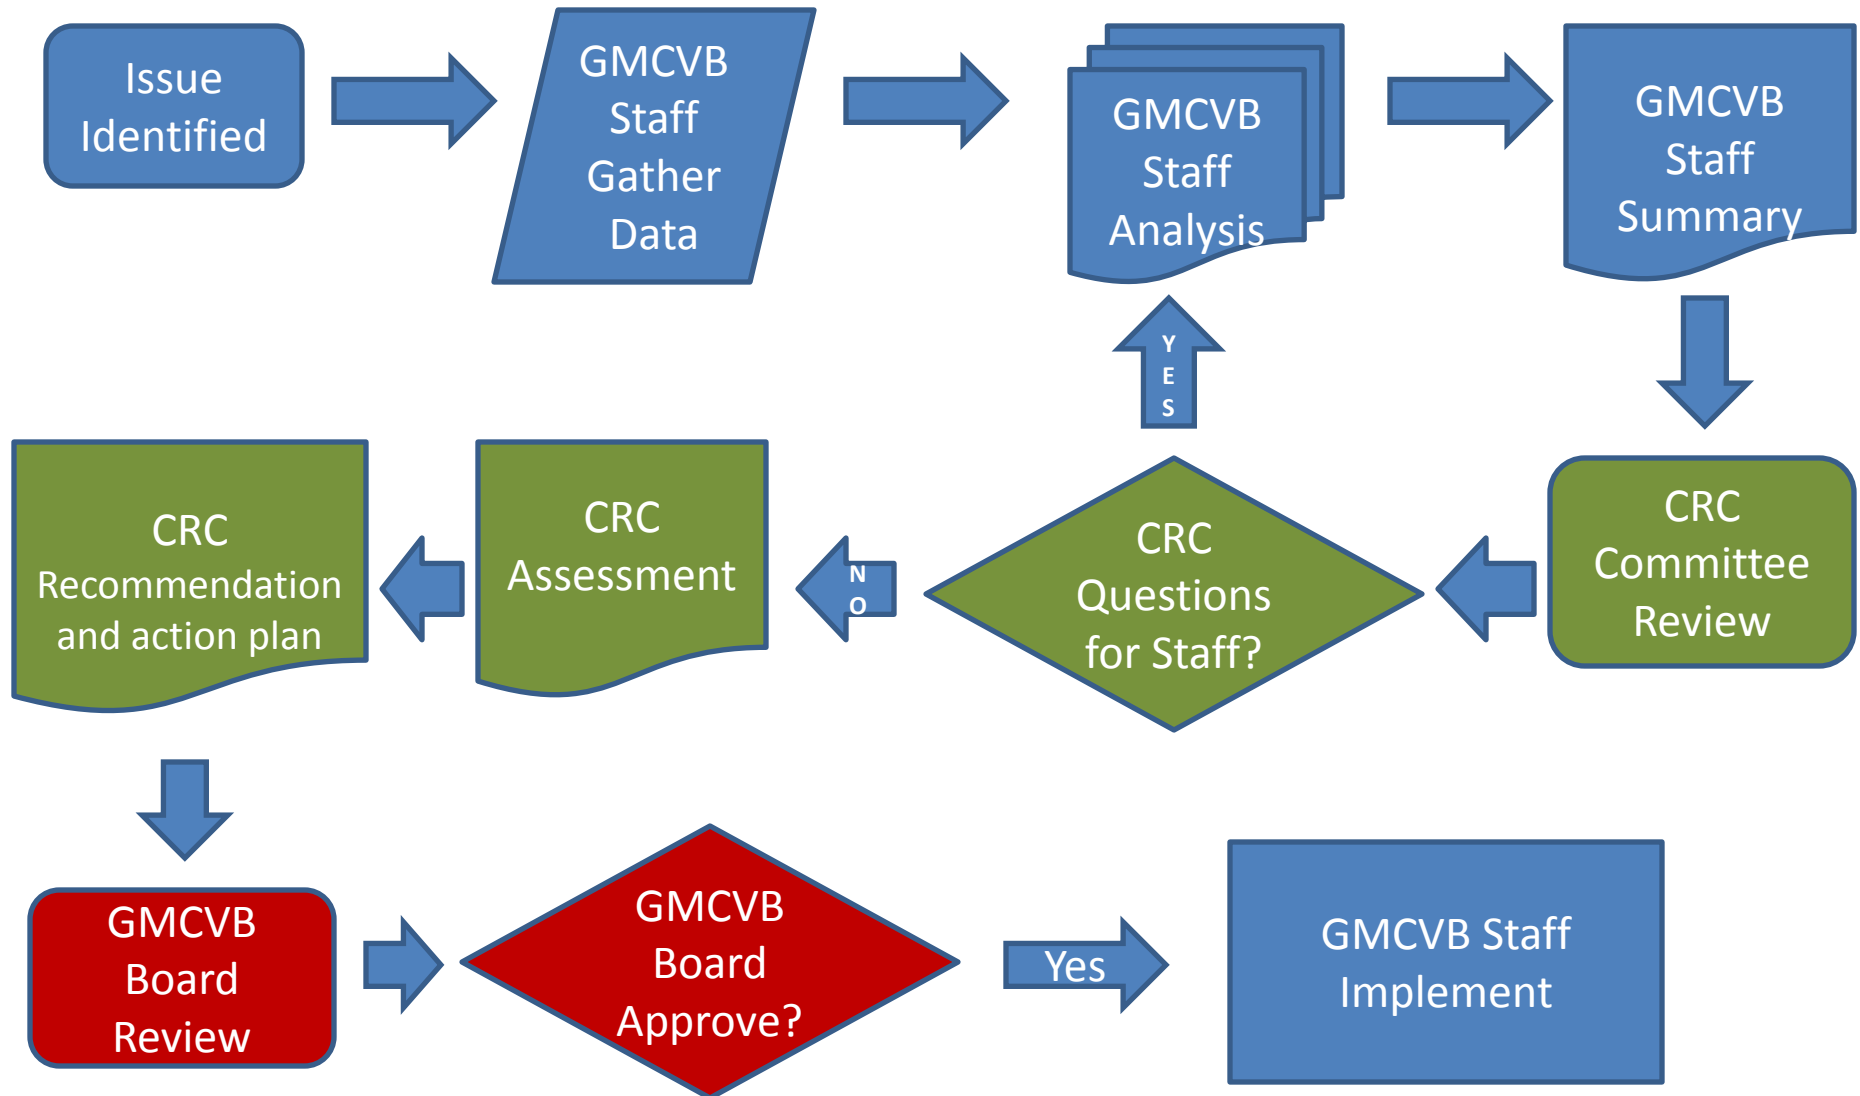 Issue
Identified
GMCVB
Staff
Gather
Data
GMCVB
Staff
Analysis
GMCVB
Staff
Summary
Y
E
S
CRC
Committee
Review
CRC
Questions
for Staff?
N
O
CRC
Assessment
CRC
Recommendation
and action plan
GMCVB
Board
Review
GMCVB
Board
Approve?
Yes
GMCVB Staff
Implement